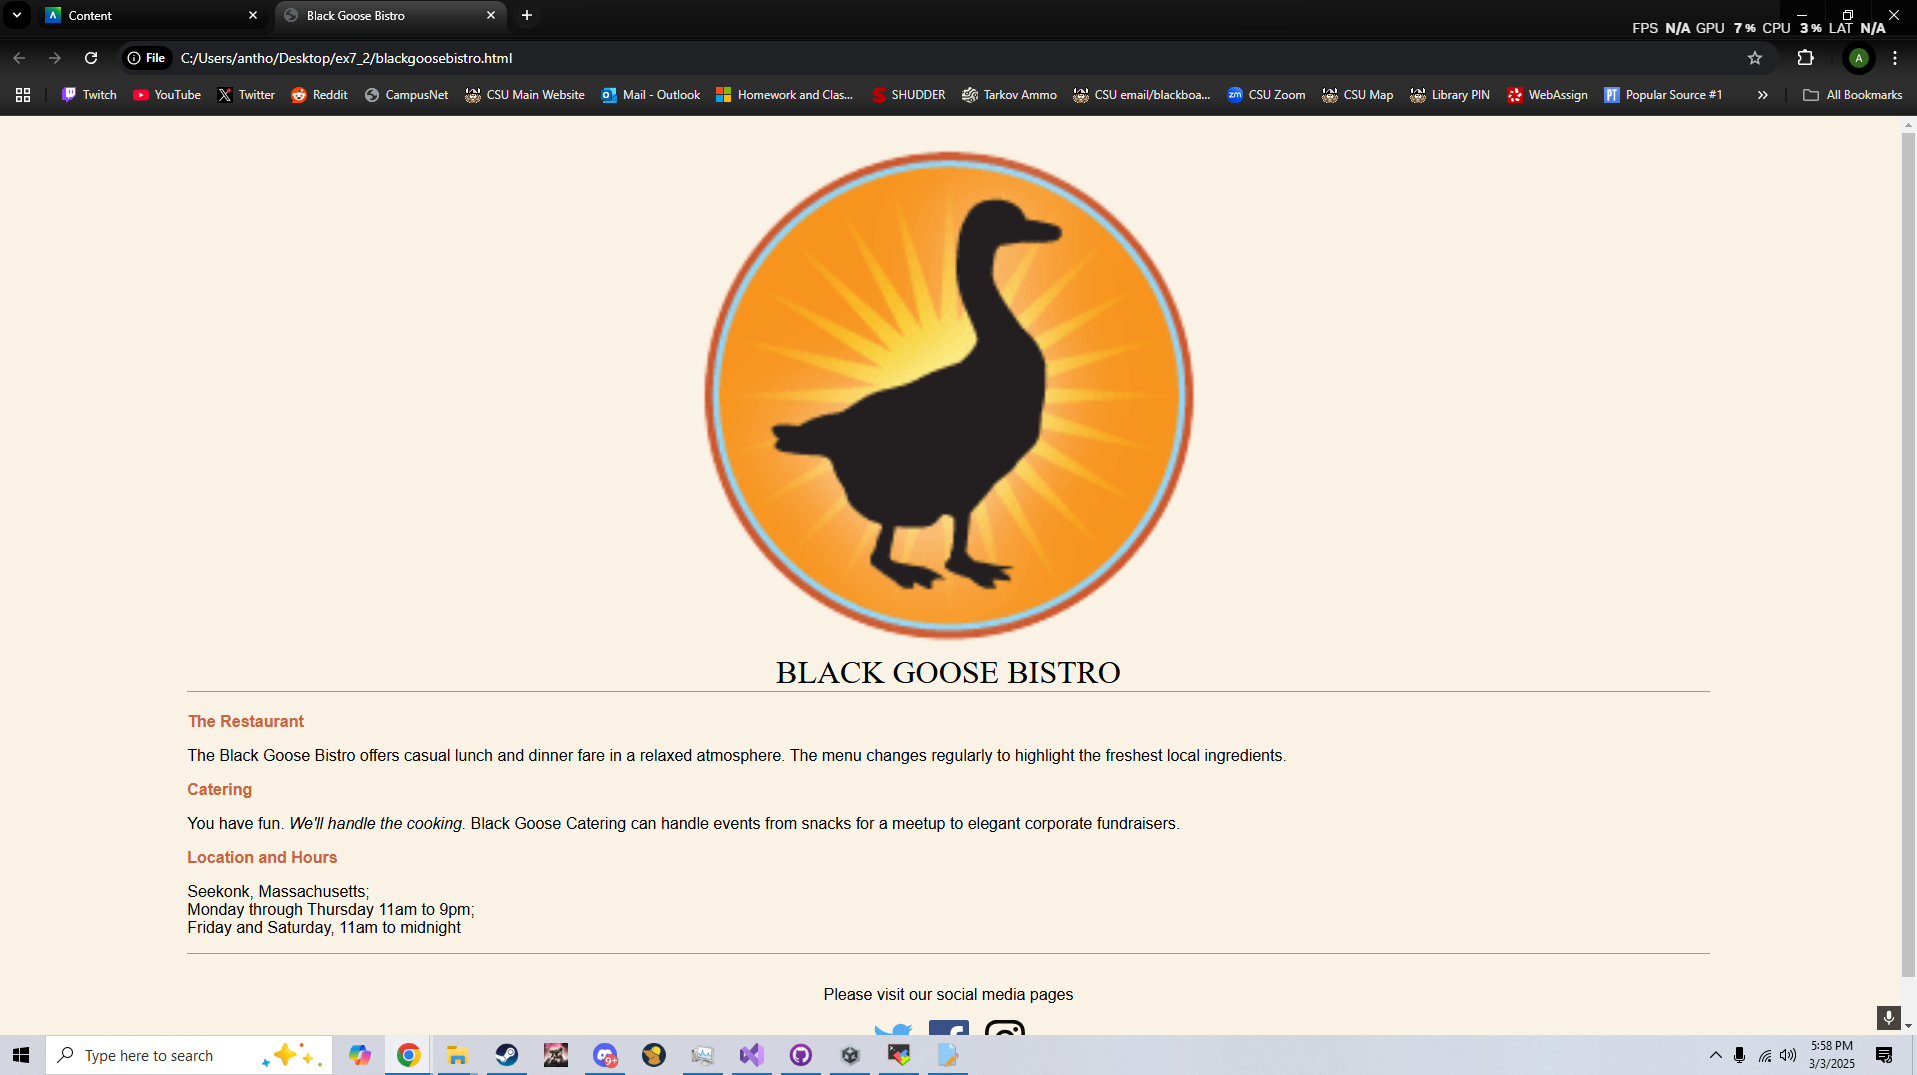 Content
Black Goose Bistro
FPS N/A GPU 7 % CPU 3 % LAT N/A
File
C:/Users/antho/Desktop/ex7_2/blackgoosebistro.html
A
Twitch
YouTube
Twitter
Reddit
CampusNet
CSU Main Website
Mail - Outlook
Homework and Clas...
SHUDDER
Tarkov Ammo
CSU email/blackboa...
zm
CSU Zoom
CSU Map
Library PIN
WebAssign
PT
Popular Source #1
All Bookmarks
BLACK GOOSE BISTRO
The Restaurant
The Black Goose Bistro offers casual lunch and dinner fare in a relaxed atmosphere. The menu changes regularly to highlight the freshest local ingredients.
Catering
You have fun. We'll handle the cooking. Black Goose Catering can handle events from snacks for a meetup to elegant corporate fundraisers.
Location and Hours
Seekonk, Massachusetts;
Monday through Thursday 11am to 9pm;
Friday and Saturday, 11am to midnight
Please visit our social media pages
Type here to search
9+
5:58 PM
3/3/2025